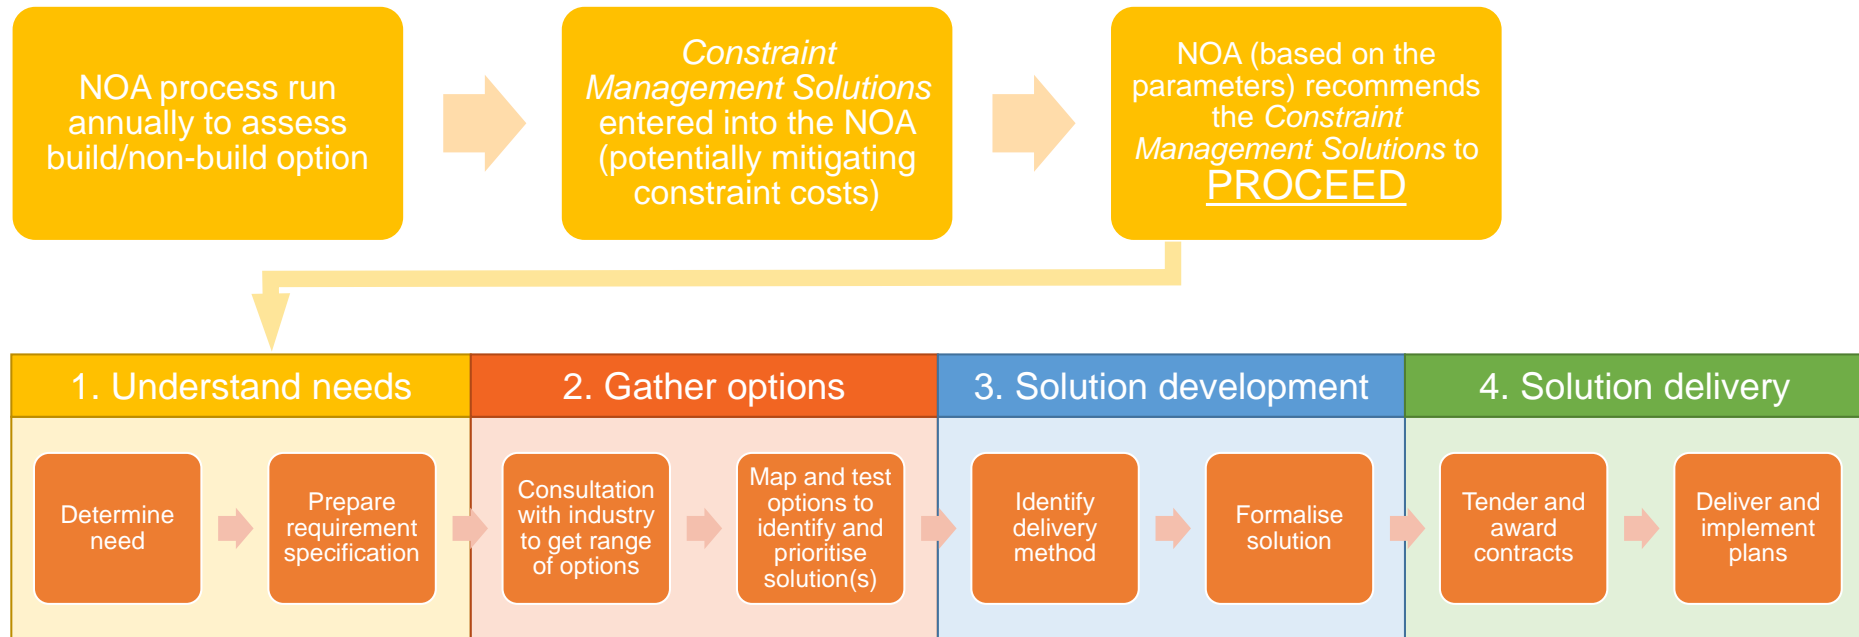 NOA process run
annually to assess
build/non-build option
Constraint
Management Solutions
entered into the NOA
(potentially mitigating
constraint costs)
NOA (based on the
parameters) recommends
the Constraint
Management Solutions to
PROCEED
1. Understand needs
2. Gather options
3. Solution development
4. Solution delivery
Determine
need
Prepare
requirement
specification
Consultation
with industry
to get range
of options
Map and test
options to
identify and
prioritise
solution(s)
Identify
delivery
method
Formalise
solution
Tender and
award
contracts
Deliver and
implement
plans